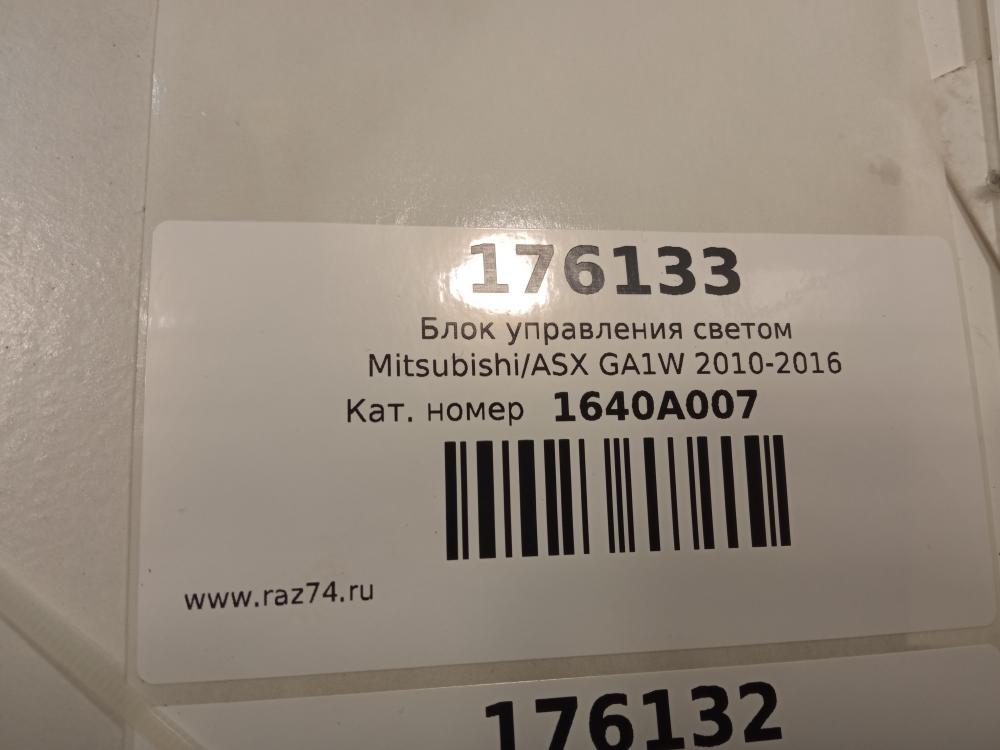 176133
Блок управления светом
Mitsubishi/ASX GA1W 2010-2016
Кат. номер 1640A007
www.raz74.ru
176132